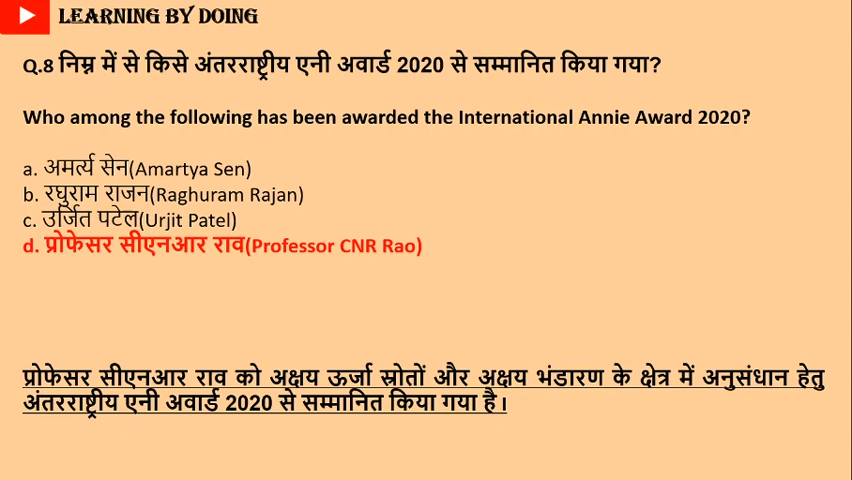 LEARNING BY DOING
Q.8 निम्न में से किसे अंतरराष्ट्रीय एनी अवार्ड 2020 से सम्मानित किया गया?
Who among the following has been awarded the International Annie Award 2020?
a. अमर्त्य सेन(Amartya Sen)
b. रघुराम राजन(Raghuram Rajan)
c. उर्जित पटेल(Urjit Patel)
d. प्रोफेसर सीएनआर राव(Professor CNR Rao)
प्रोफेसर सीएनआर राव को अक्षय ऊर्जा स्रोतों और अक्षय भंडारण के क्षेत्र में अनुसंधान हेतु
अंतरराष्ट्रीय एनी अवार्ड 2020 से सम्मानित किया गया है।